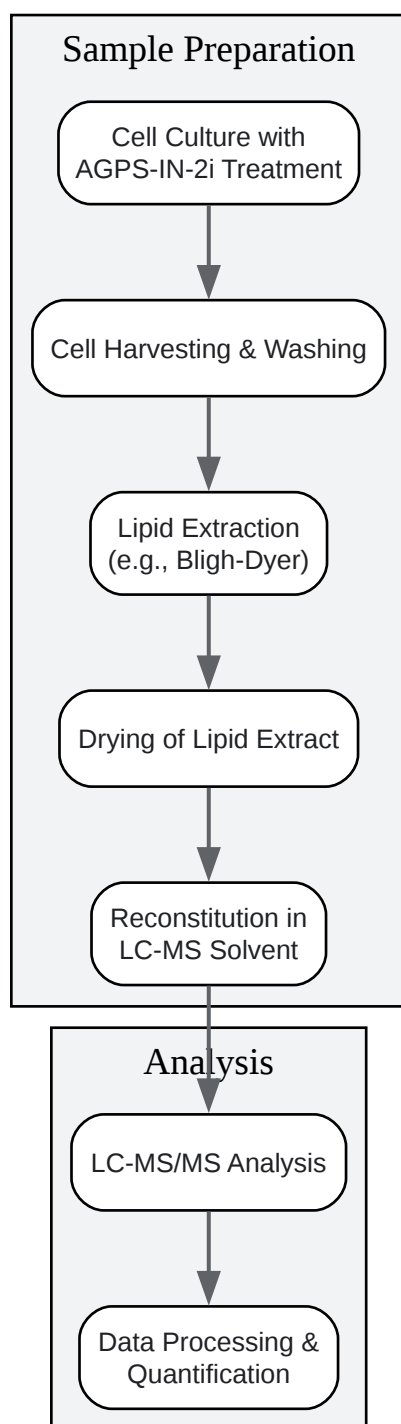 Sample Preparation
Cell Culture with
AGPS-IN-2i Treatment
Cell Harvesting & Washing
Lipid Extraction
(e.g., Bligh-Dyer)
Drying of Lipid Extract
Reconstitution in
LC-MS Solvent
Analysis
LC-MS/MS Analysis
Data Processing &
Quantification